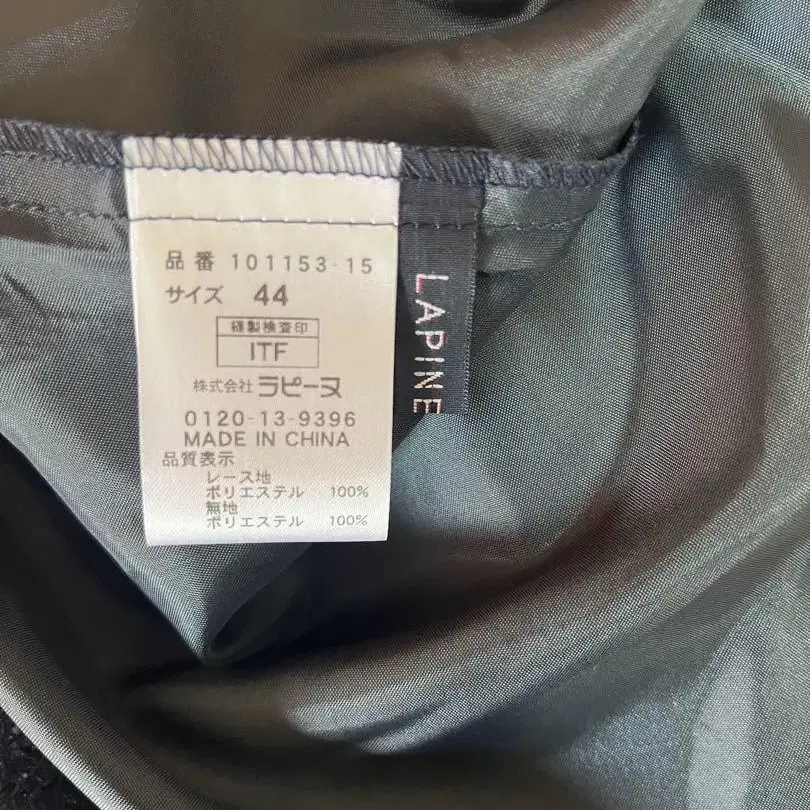 品番 101153-15
サイズ 44
縫製検査印
ITF
株式会社 ラピーヌ
0120-13-9396
MADE IN CHINA
品質表示
レース地
ポリエステル 100%
無地
ポリエステル 100%
LAPINE